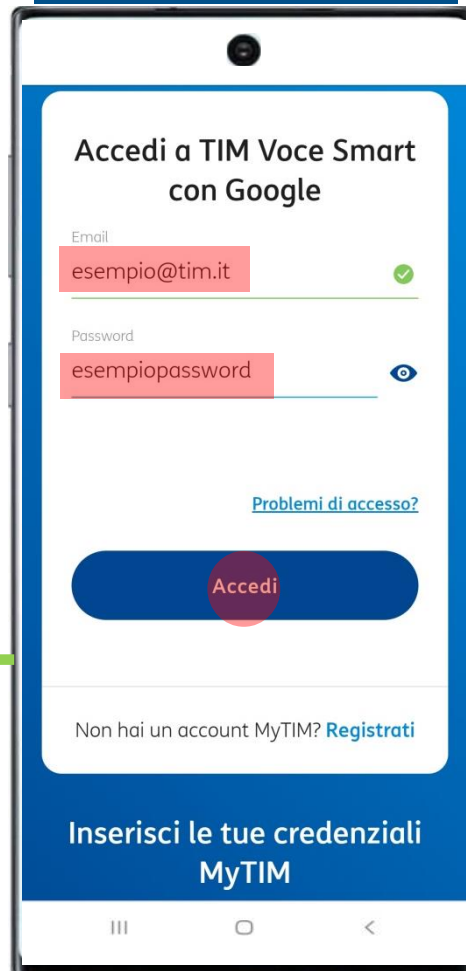 Accedi a TIM Voce Smart
con Google
Email
esempio@tim.it
Password
esempiopassword
Problemi di accesso?
Accedi
Non hai un account MyTIM? Registrati
Inserisci le tue credenziali
MyTIM